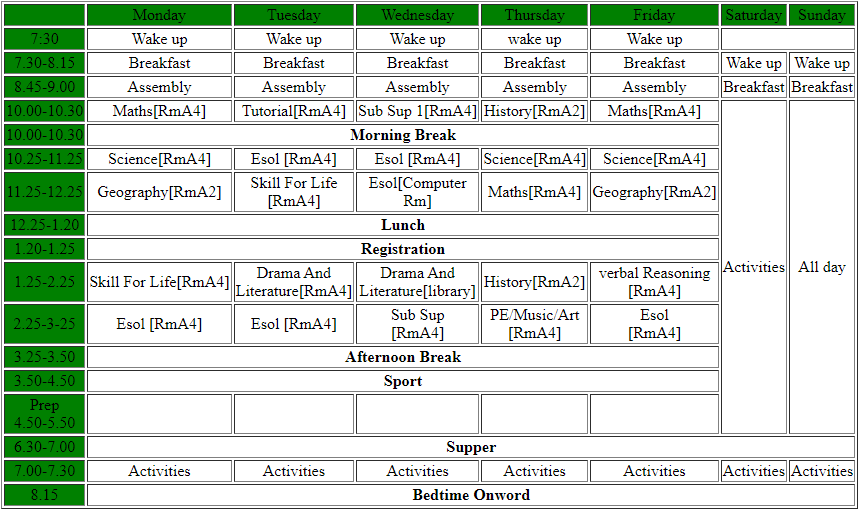 Monday Tuesday Wednesday Thursday Friday Saturday Sunday
7:30 Wake up Wake up Wake up wake up Wake up
7.30-8.15 Breakfast Breakfast Breakfast Breakfast Breakfast Wake up Wake up
8.45-9.00 Assembly Assembly Assembly Assembly Assembly Breakfast Breakfast
10.00-10.30 Maths[RmA4] Tutorial[RmA4] Sub Sup 1[RmA4] History[RmA2] Maths[RmA4]
10.00-10.30 Morning Break
10.25-11.25 Science[RmA4] Esol [RmA4] Esol [RmA4] Science[RmA4] Science[RmA4]
11.25-12.25 Geography[RmA2] Skill For Life
[RmA4] Esol[Computer
Rm] Maths[RmA4] Geography[RmA2]
12.25-1.20 Lunch
1.20-1.25 Registration
Activities All day
1.25-2.25 Skill For Life[RmA4] Drama And
Literature[RmA4] Drama And
Literature[library] History[RmA2] verbal Reasoning
[RmA4]
2.25-3-25 Esol [RmA4] Esol [RmA4] Sub Sup
[RmA4] PE/Music/Art
[RmA4] Esol
[RmA4]
3.25-3.50 Afternoon Break
3.50-4.50 Sport
Prep
4.50-5.50
6.30-7.00 Supper
7.00-7.30 Activities Activities Activities Activities Activities Activities Activities
8.15 Bedtime Onword